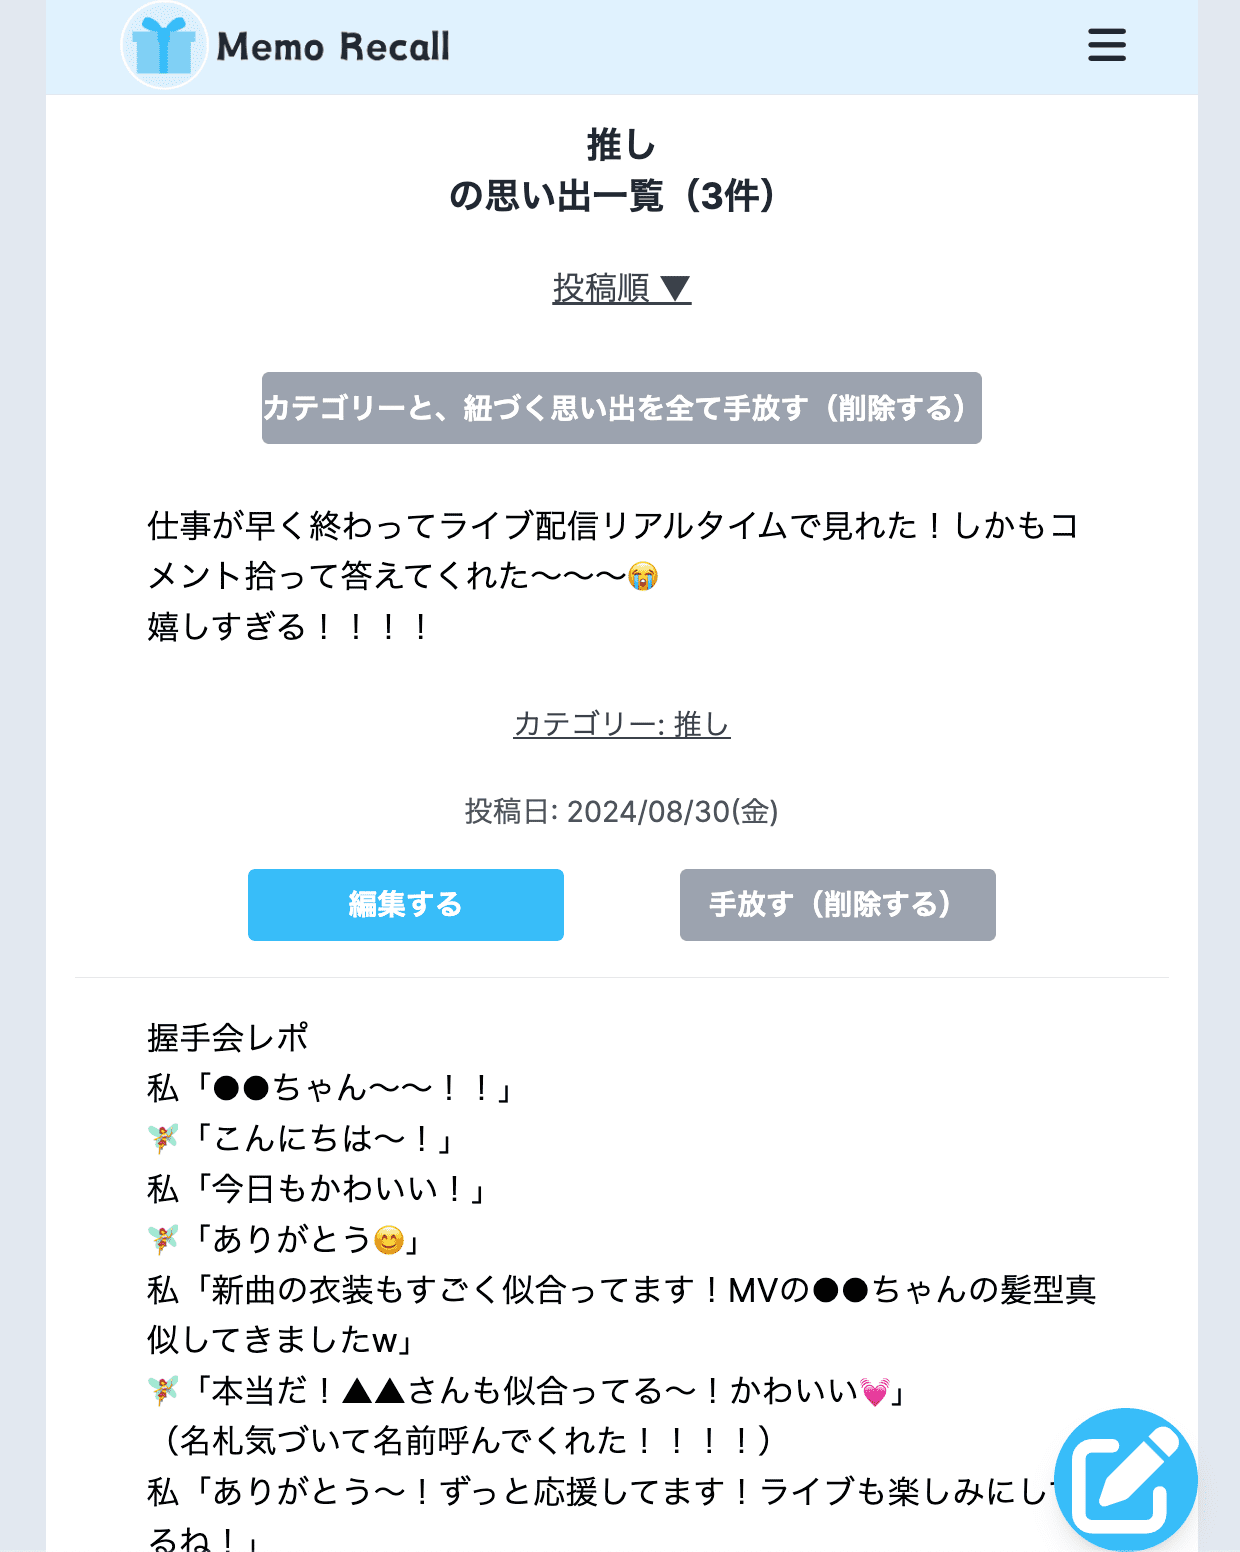 Memo Recall
推し
の思い出一覧（3件）
投稿順 ▼
カテゴリーと、紐づく思い出を全て手放す（削除する）
仕事が早く終わってライブ配信リアルタイムで見れた！しかもコ
メント拾って答えてくれた〜〜〜😭
嬉しすぎる！！！！
カテゴリー: 推し
投稿日: 2024/08/30(金)
編集する
手放す（削除する）
握手会レポ
私「●●ちゃん〜〜！！」
🧚「こんにちは〜！」
私「今日もかわいい！」
🧚「ありがとう😊」
私「新曲の衣装もすごく似合ってます！MVの●●ちゃんの髪型真
似してきましたw」
🧚「本当だ！▲▲さんも似合ってる〜！かわいい💓」
（名札気づいて名前呼んでくれた！！！！）
私「ありがとう〜！ずっと応援してます！ライブも楽しみにし
るね！」